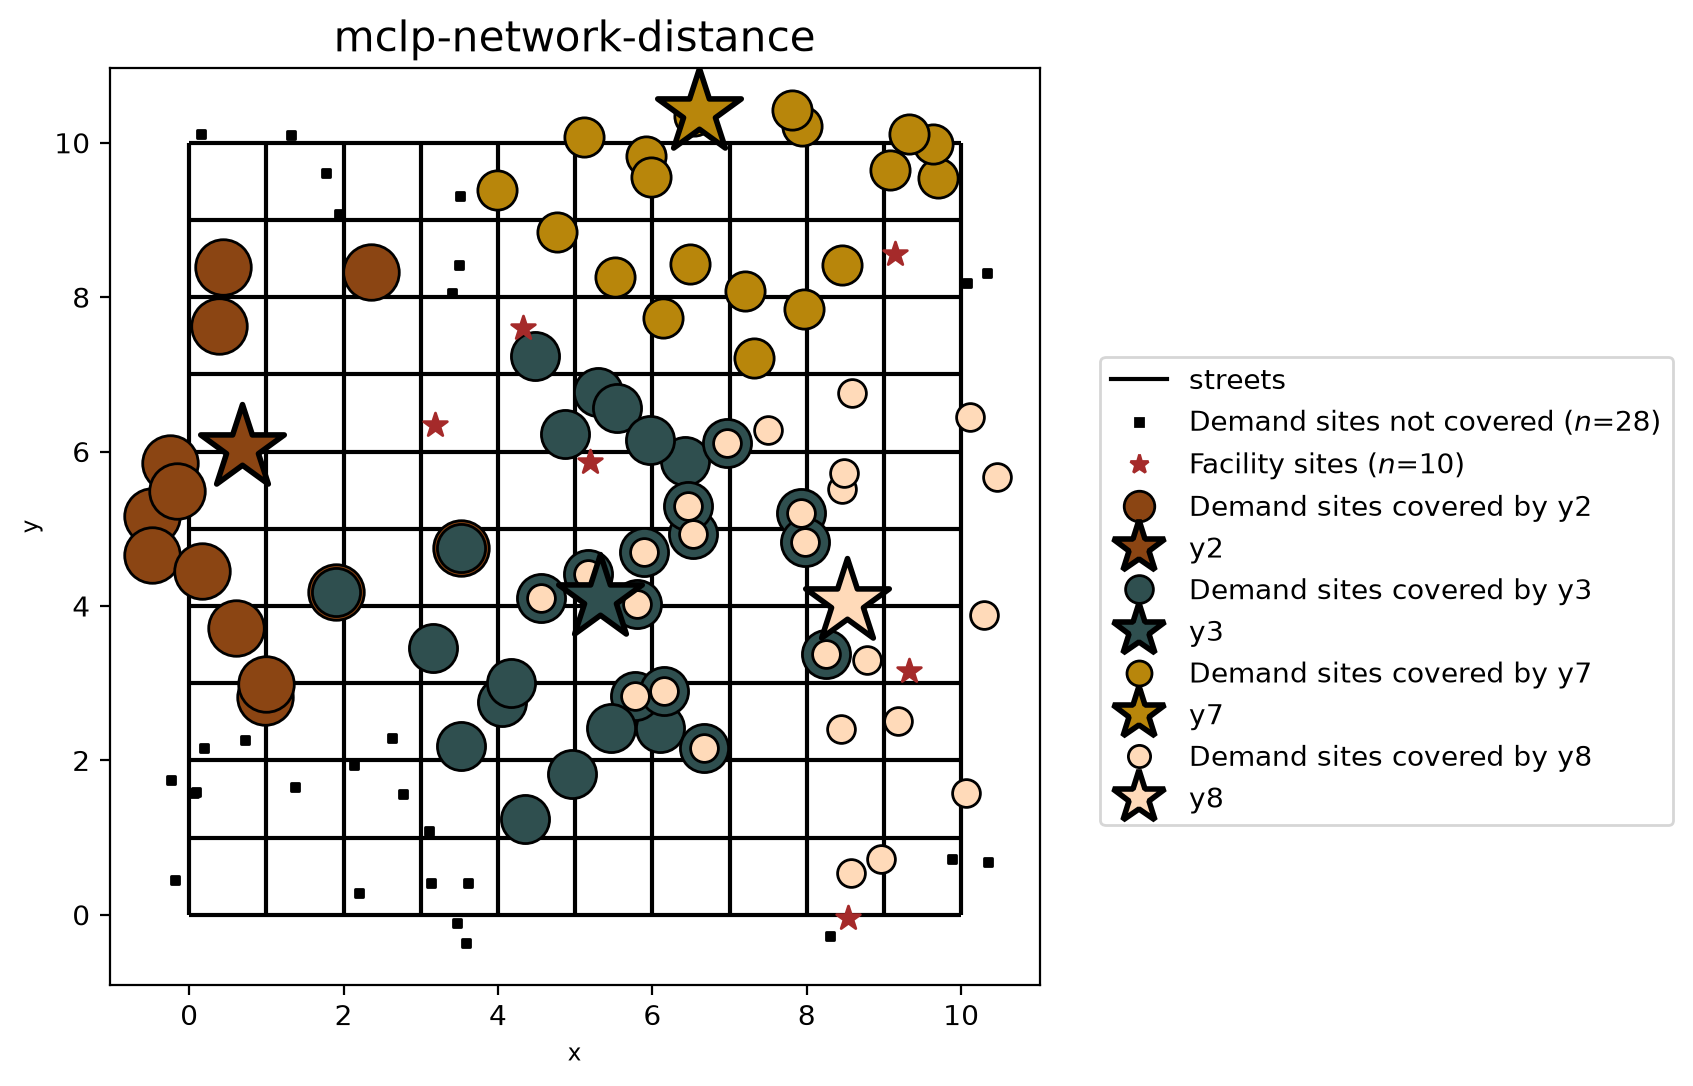 mclp-network-distance
y
10
8
6
4
2
0
0 2 4 6 8 10
x
streets
Demand sites not covered (n=28)
Facility sites (n=10)
Demand sites covered by y2
y2
Demand sites covered by y3
y3
Demand sites covered by y7
y7
Demand sites covered by y8
y8